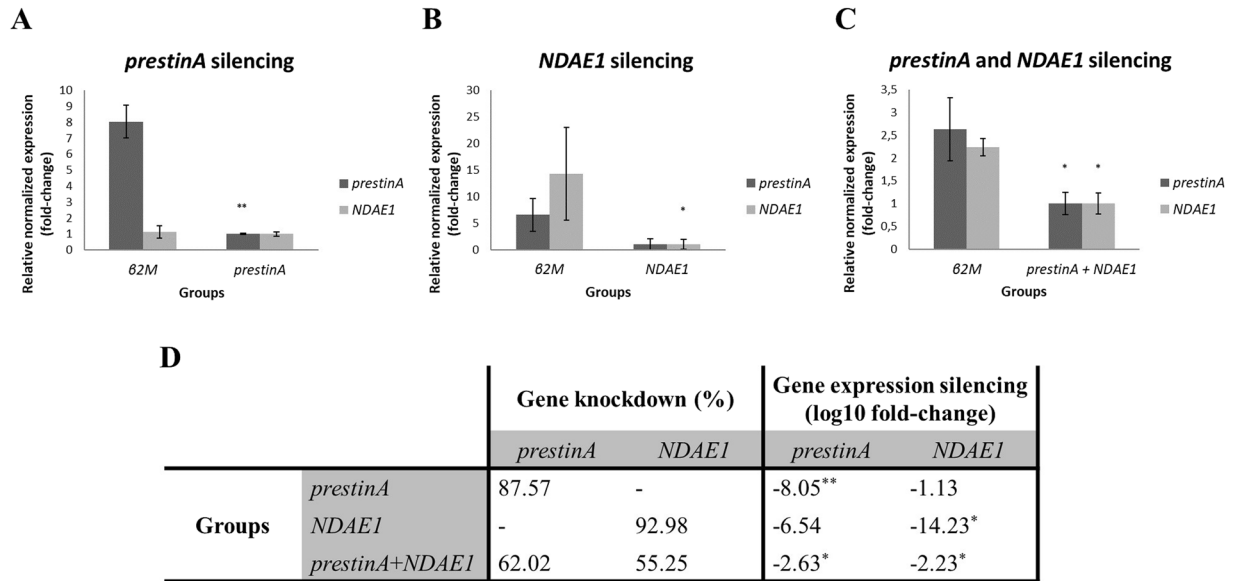 A
prestinA silencing
Relative normalized expression
(fold-change)
10
9
8
7
6
5
4
3
2
1
0
**
β2M
prestinA
Groups
prestinA
NDAE1
B
NDAE1 silencing
Relative normalized expression
(fold-change)
30
25
20
15
10
5
0
*
β2M
NDAE1
Groups
prestinA
NDAE1
C
prestinA and NDAE1 silencing
Relative normalized expression
(fold-change)
3,5
3
2,5
2
1,5
1
0,5
0
* *
β2M
prestinA + NDAE1
Groups
prestinA
NDAE1
D
Gene knockdown (%)
Gene expression silencing
(log10 fold-change)
prestinA NDAE1 prestinA NDAE1
Groups
prestinA 87.57 - -8.05** -1.13
NDAE1 - 92.98 -6.54 -14.23*
prestinA+NDAE1 62.02 55.25 -2.63* -2.23*